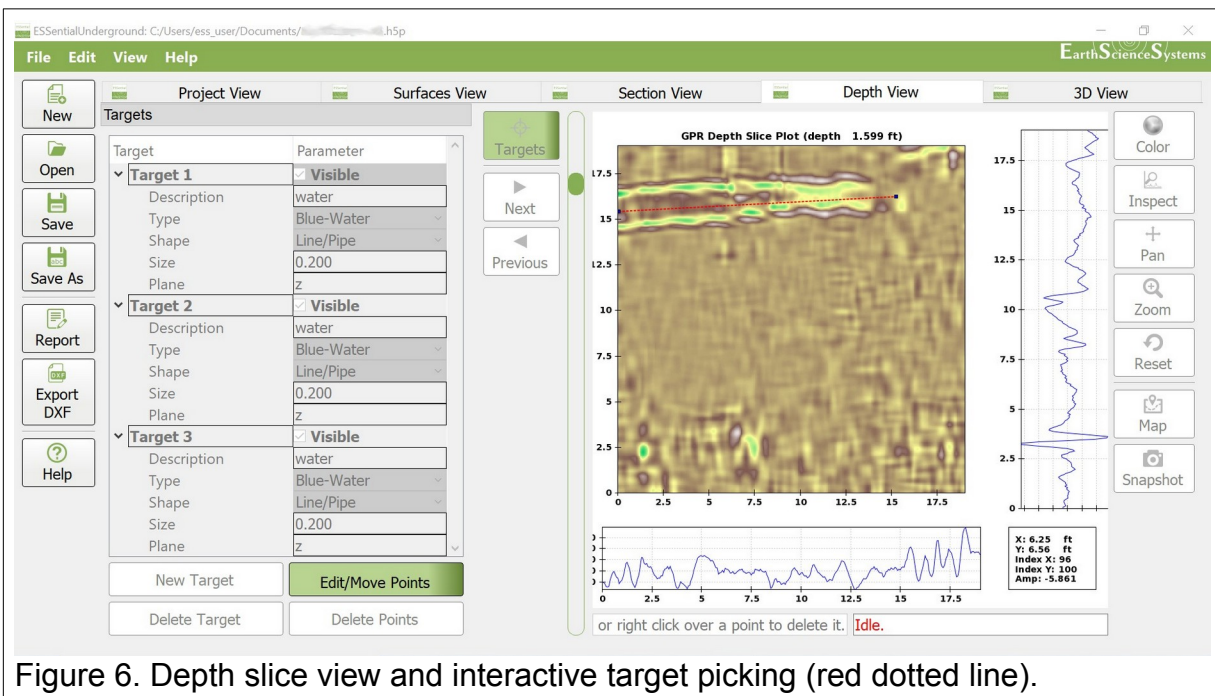 ESSentialUnderground: C:/Users/ess_user/Documents/ .h5p
File Edit View Help
EarthScienceSystems
New
Open
Save
Save As
Report
Export
DXF
Help
Project View
Surfaces View
Section View
Depth View
3D View
Targets
Target Parameter
Target 1 Visible
Description water
Type Blue-Water
Shape Line/Pipe
Size 0.200
Plane z
Target 2 Visible
Description water
Type Blue-Water
Shape Line/Pipe
Size 0.200
Plane z
Target 3 Visible
Description water
Type Blue-Water
Shape Line/Pipe
Size 0.200
Plane z
New Target
Edit/Move Points
Delete Target
Delete Points
Targets
Next
Previous
GPR Depth Slice Plot (depth 1.599 ft)
17.5
15
12.5
10
7.5
5
2.5
0
0 2.5 5 7.5 10 12.5 15 17.5
17.5
15
12.5
10
7.5
5
2.5
0
0 2.5 5 7.5 10 12.5 15 17.5
X: 6.25 ft
Y: 6.56 ft
Index X: 96
Index Y: 100
Amp: -5.861
or right click over a point to delete it.
Idle.
Color
Inspect
Pan
Zoom
Reset
Map
Snapshot
Figure 6. Depth slice view and interactive target picking (red dotted line).